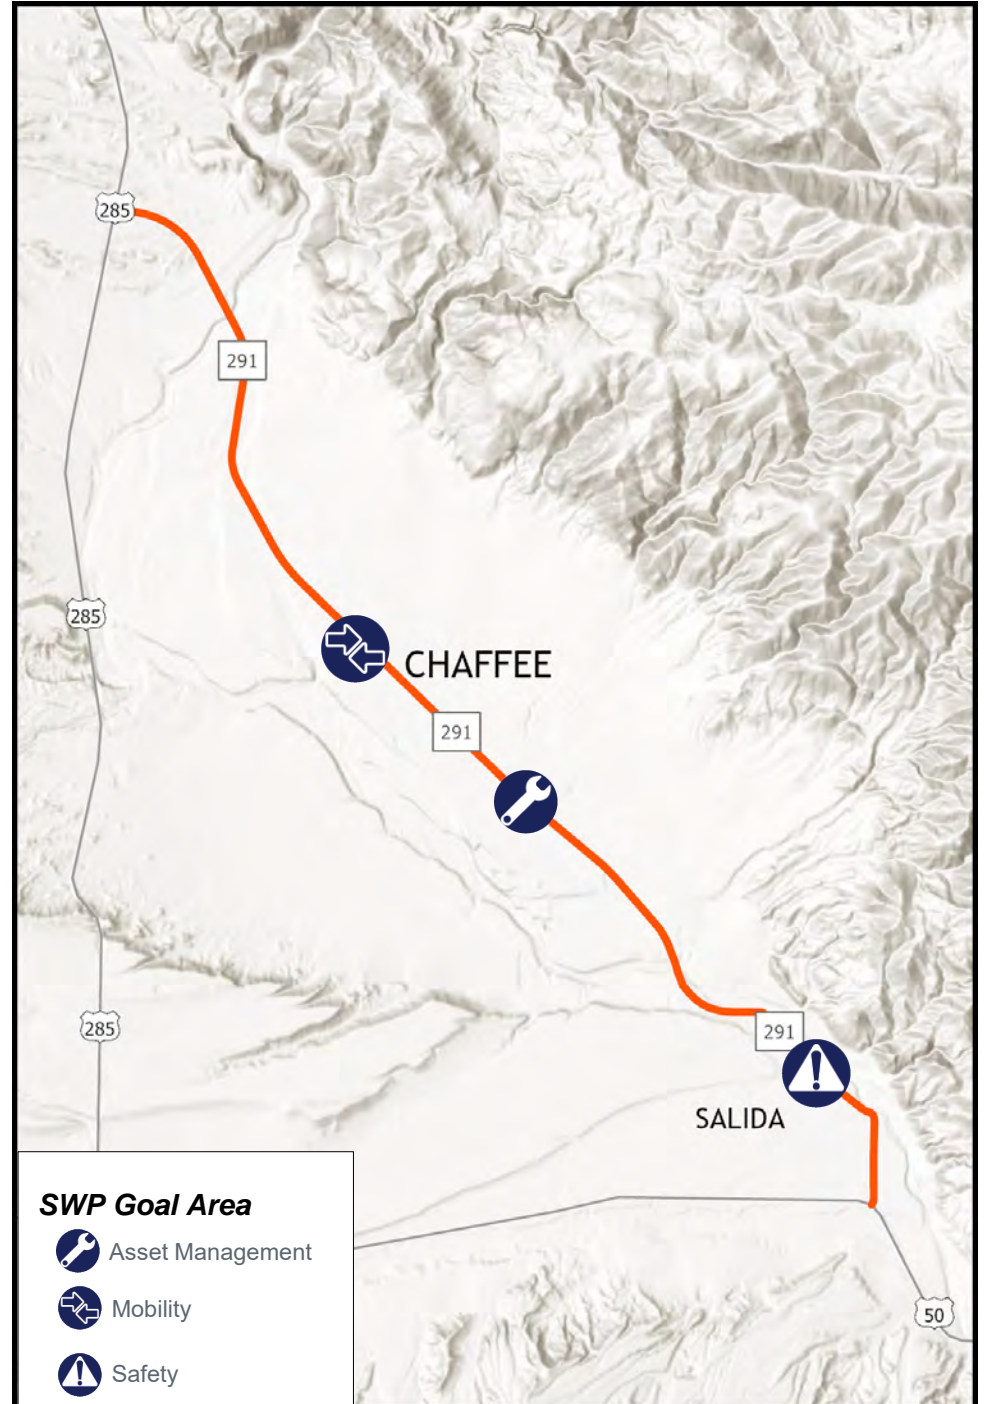 285
291
285
CHAFFEE
291
285
291
SALIDA
50
SWP Goal Area
Asset Management
Mobility
Safety